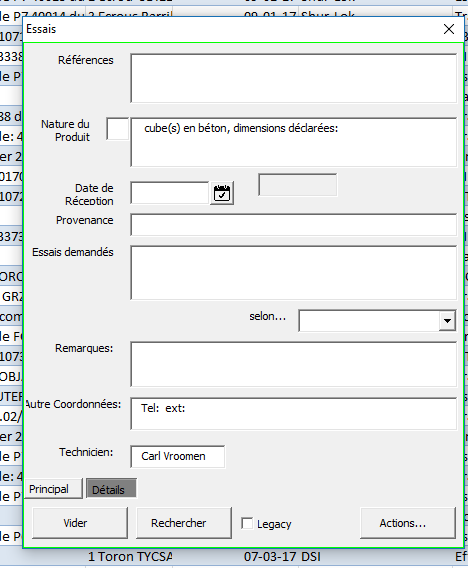 Essais
Références
Nature du
Produit
cube(s) en béton, dimensions déclarées:
Date de
Réception
Provenance
Essais demandés
selon...
Remarques:
Autre Coordonnées:
Tel: ext:
Technicien:
Carl Vroomen
Principal
Détails
Vider
Rechercher
Legacy
Actions...
1 Toron TYCSA
07-03-17 DSI